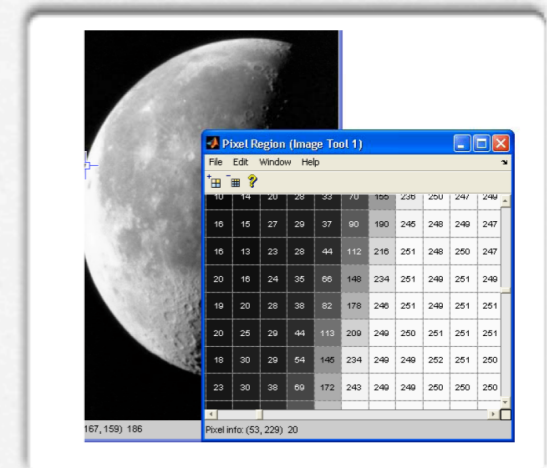 Pixel Region (Image Tool 1)
File Edit Window Help
10 14 20 28 33 70 155 236 250 247 249
16 15 27 29 37 90 190 245 248 249 247
16 13 23 28 44 112 216 251 248 250 247
20 16 24 35 66 148 234 251 249 251 249
19 20 28 38 82 178 246 251 249 251 251
20 25 29 44 113 209 249 250 251 251 251
18 30 29 54 145 234 249 249 252 251 250
23 30 38 69 172 243 249 249 250 250 250
167, 159) 186
Pixel info: (53, 229) 20